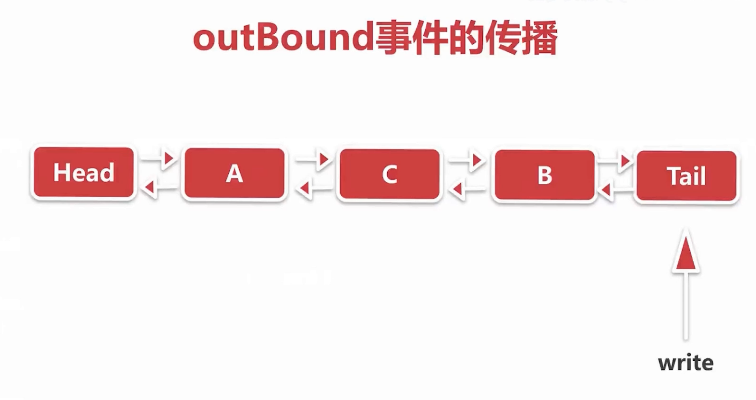 outBound事件的传播
Head A C B Tail
write